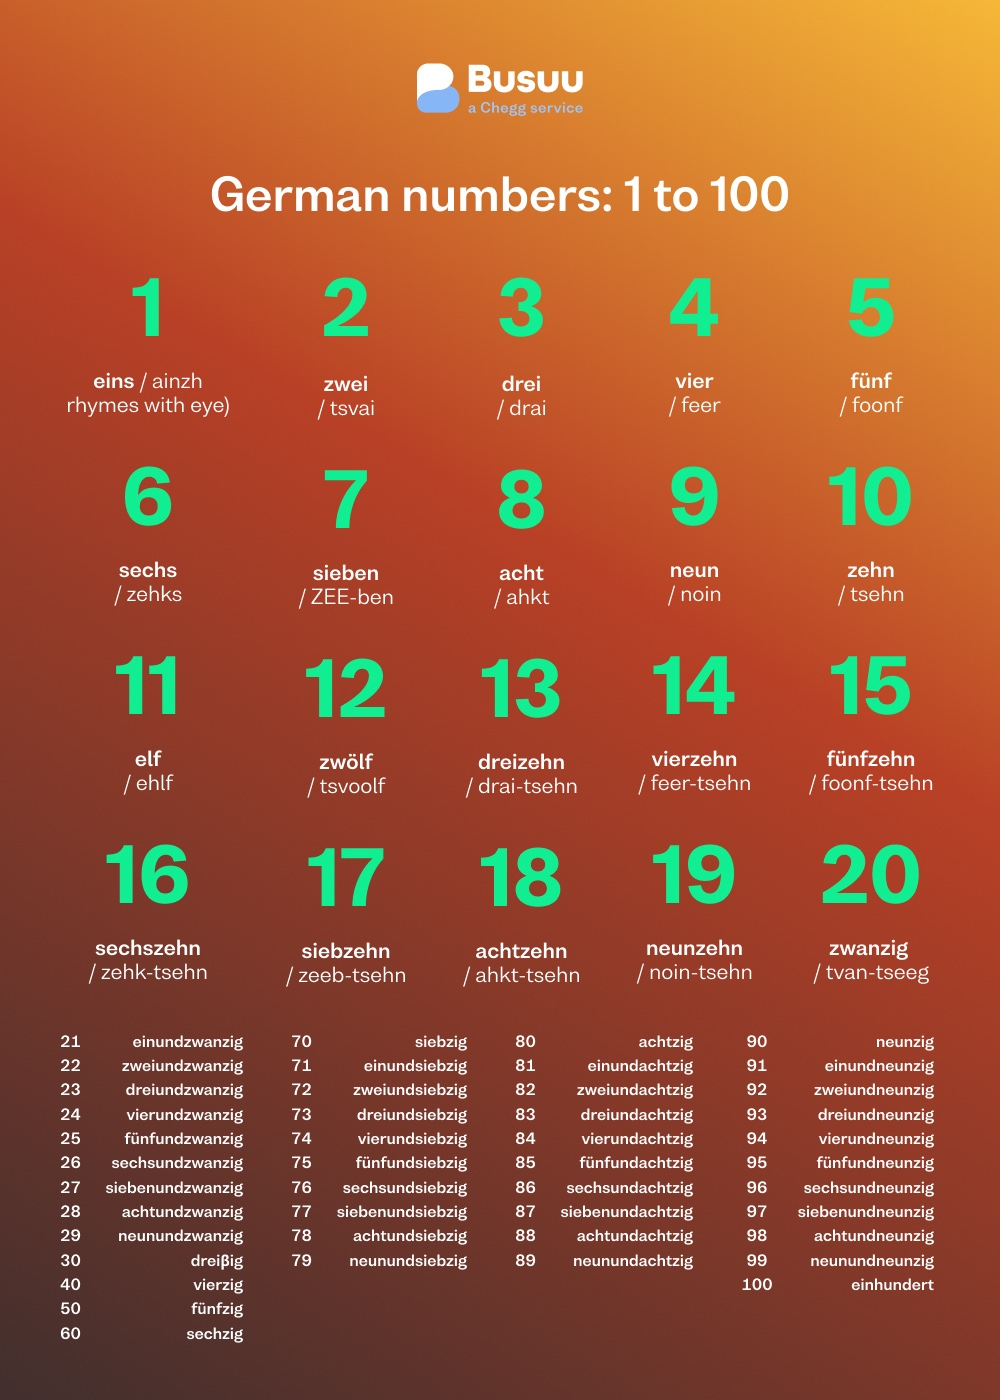 Busuu
a Chegg service
German numbers: 1 to 100
1 2 3 4 5
eins / ainzh
rhymes with eye)
zwei
/ tsvai
drei
/ drai
vier
/ feer
fünf
/ foonf
6 7 8 9 10
sechs
/ zehks
sieben
/ ZEE-ben
acht
/ ahkt
neun
/ noin
zehn
/ tsehn
11 12 13 14 15
elf
/ ehlf
zwölf
/ tsvoolf
dreizehn
/ drai-tsehn
vierzehn
/ feer-tsehn
fünfzehn
/ foonf-tsehn
16 17 18 19 20
sechszehn
/ zehk-tsehn
siebzehn
/ zeeb-tsehn
achtzehn
/ ahkt-tsehn
neunzehn
/ noin-tsehn
zwanzig
/ tvan-tseeg
21 einundzwanzig
22 zweiundzwanzig
23 dreiundzwanzig
24 vierundzwanzig
25 fünfundzwanzig
26 sechsundzwanzig
27 siebenundzwanzig
28 achtundzwanzig
29 neunundzwanzig
30 dreißig
40 vierzig
50 fünfzig
60 sechzig
70 siebzig
71 einundsiebzig
72 zweiundsiebzig
73 dreiundsiebzig
74 vierundsiebzig
75 fünfundsiebzig
76 sechsundsiebzig
77 siebenundsiebzig
78 achtundsiebzig
79 neunundsiebzig
80 achtzig
81 einundachtzig
82 zweiundachtzig
83 dreiundachtzig
84 vierundachtzig
85 fünfundachtzig
86 sechsundachtzig
87 siebenundachtzig
88 achtundachtzig
89 neunundachtzig
90 neunzig
91 einundneunzig
92 zweiundneunzig
93 dreiundneunzig
94 vierundneunzig
95 fünfundneunzig
96 sechsundneunzig
97 siebenundneunzig
98 achtundneunzig
99 neunundneunzig
100 einhundert